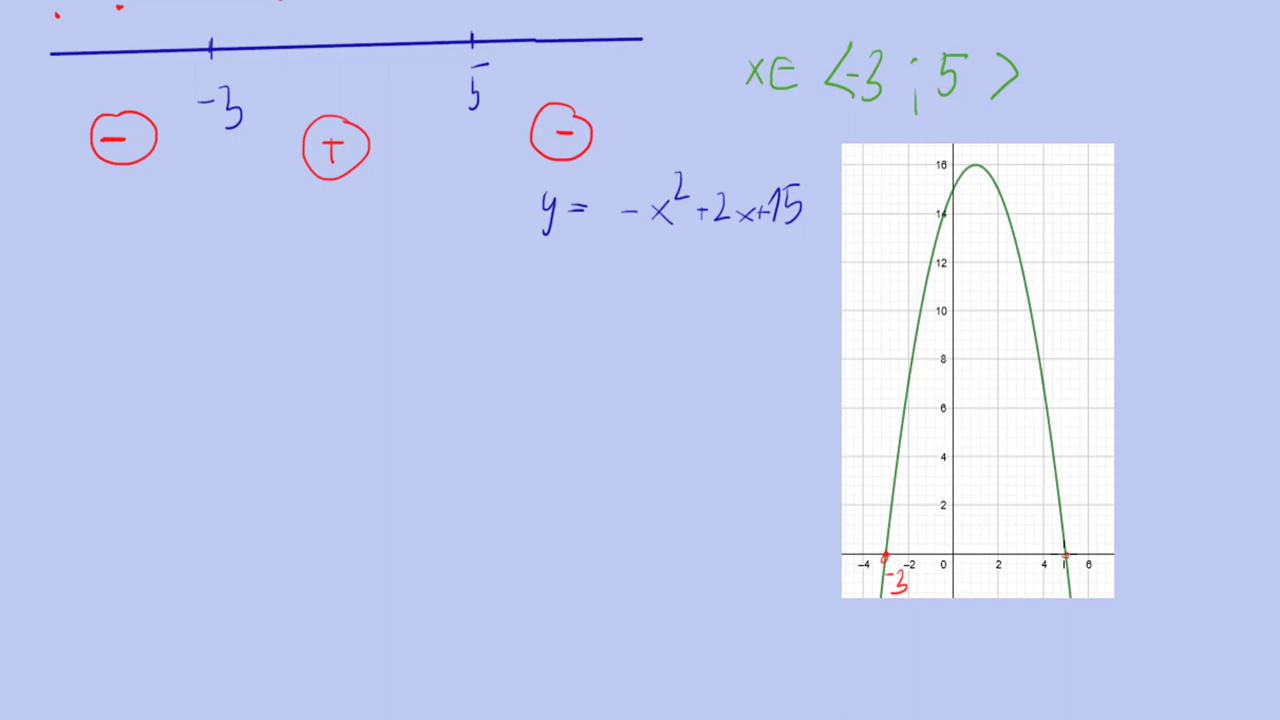 -3
5
x∈ <-3 ; 5 >
- + -
y = -x²+2x+15
16
14
12
10
8
6
4
2
-4 -2 0 2 4 6
-3